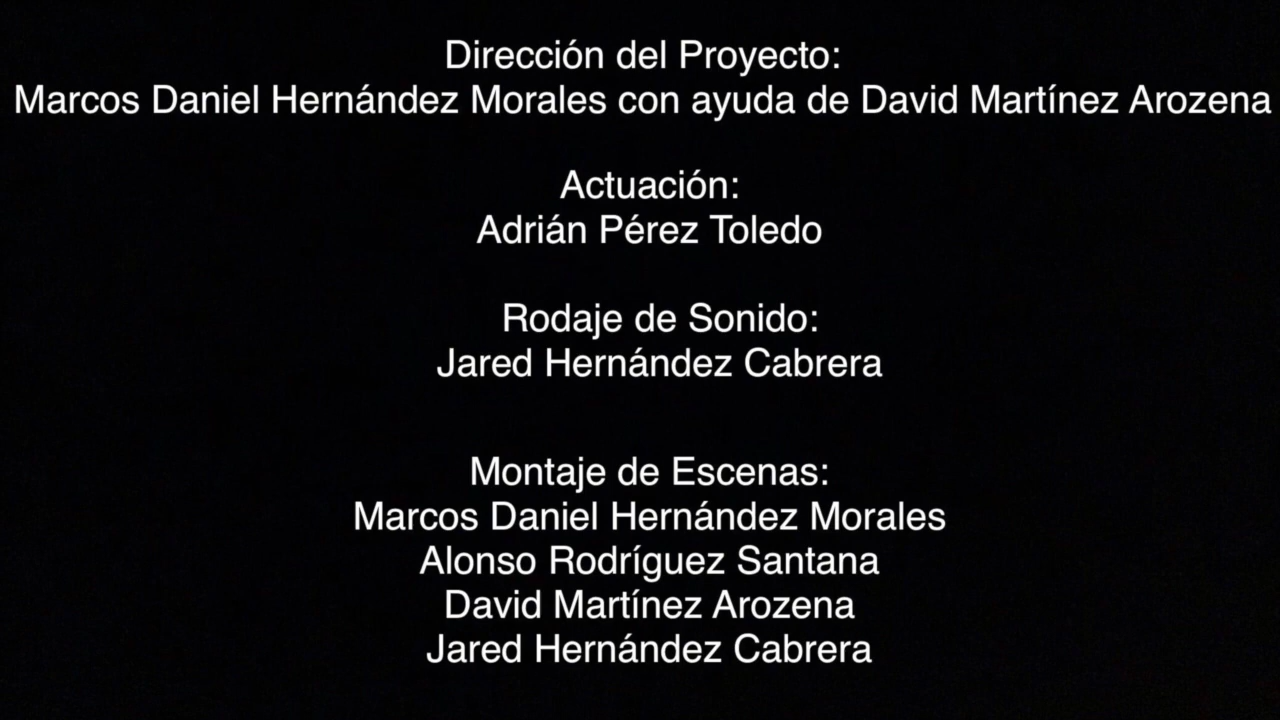 Dirección del Proyecto:
Marcos Daniel Hernández Morales con ayuda de David Martínez Arozena
Actuación:
Adrián Pérez Toledo
Rodaje de Sonido:
Jared Hernández Cabrera
Montaje de Escenas:
Marcos Daniel Hernández Morales
Alonso Rodríguez Santana
David Martínez Arozena
Jared Hernández Cabrera